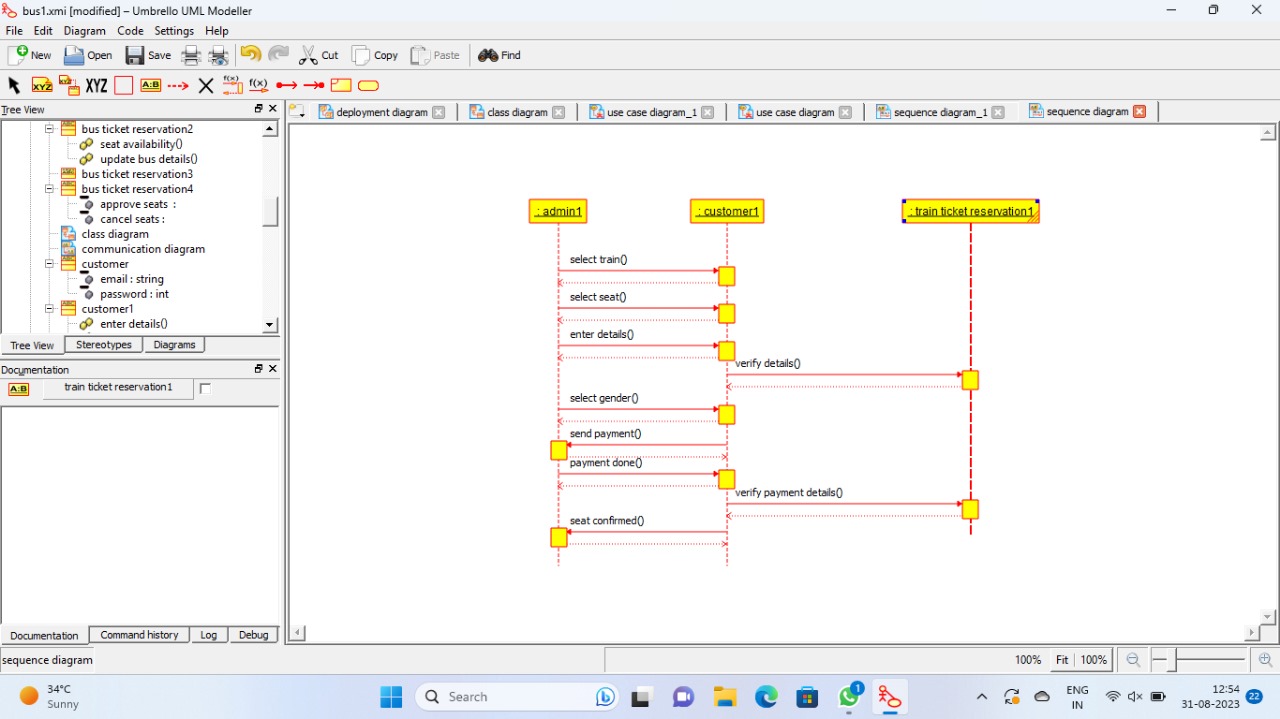 bus1.xmi [modified] – Umbrello UML Modeller
File Edit Diagram Code Settings Help
New Open Save Cut Copy Paste Find
XYZ XYZ XYZ A:B f(x) f(x)
Tree View
deployment diagram class diagram use case diagram_1 use case diagram sequence diagram_1 sequence diagram
bus ticket reservation2
seat availability()
update bus details()
bus ticket reservation3
bus ticket reservation4
approve seats :
cancel seats :
class diagram
communication diagram
customer
email : string
password : int
customer1
enter details()
Tree View Stereotypes Diagrams
Documentation
A:B train ticket reservation1
: admin1 : customer1 : train ticket reservation1
select train()
select seat()
enter details()
verify details()
select gender()
send payment()
payment done()
verify payment details()
seat confirmed()
Documentation Command history Log Debug
sequence diagram 100% Fit 100%
34°C
Sunny
Search
1
ENG
IN
12:54
31-08-2023
22